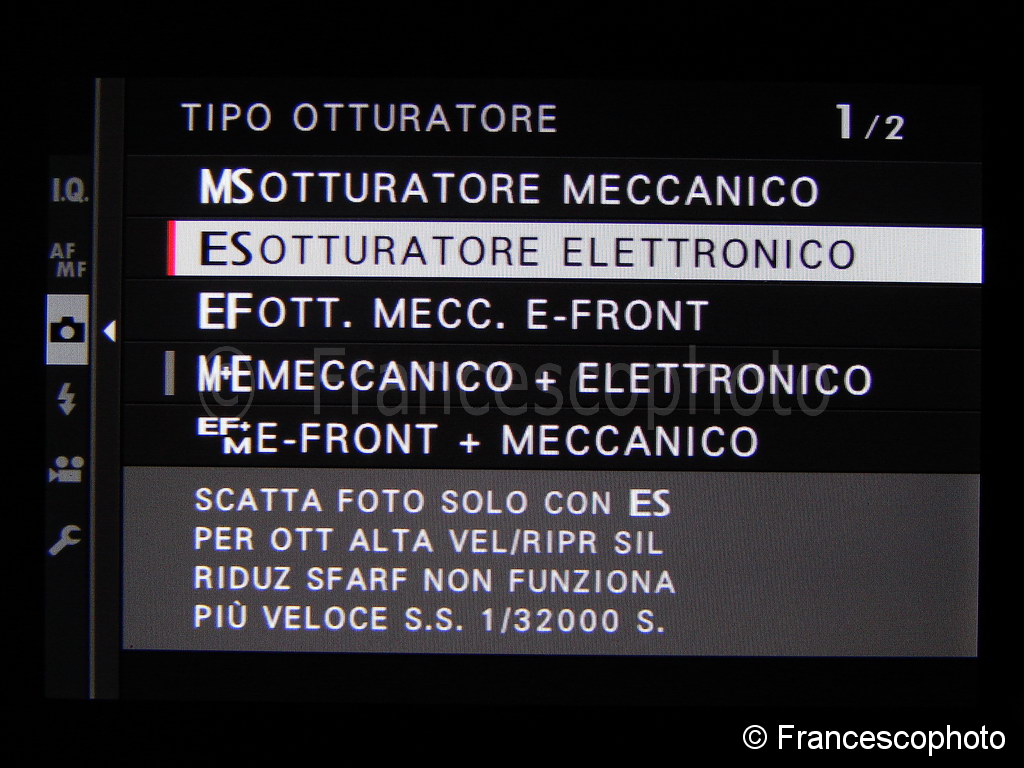 TIPO OTTURATORE 1/2
I.Q.
MS OTTURATORE MECCANICO
AF
MF
ES OTTURATORE ELETTRONICO
EF OTT. MECC. E-FRONT
M+E MECCANICO + ELETTRONICO
© Francescophoto
EF+M E-FRONT + MECCANICO
SCATTA FOTO SOLO CON ES
PER OTT ALTA VEL/RIPR SIL
RIDUZ SFARF NON FUNZIONA
PIÙ VELOCE S.S. 1/32000 S.
© Francescophoto